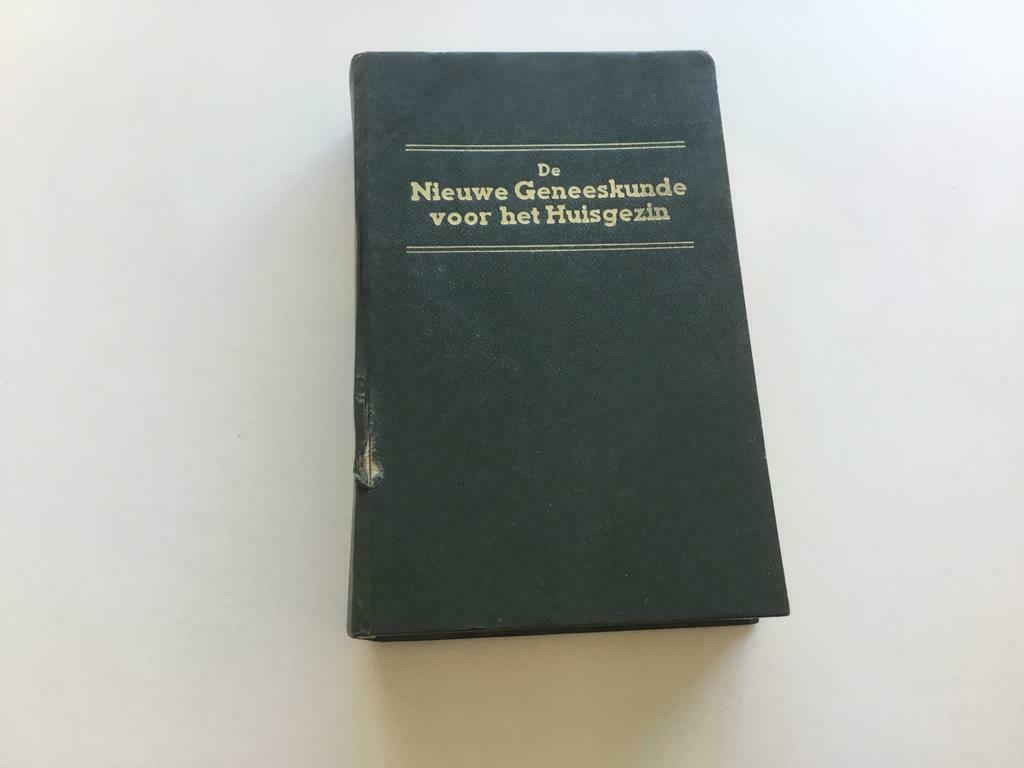 De
Nieuwe Geneeskunde
voor het Huisgezin